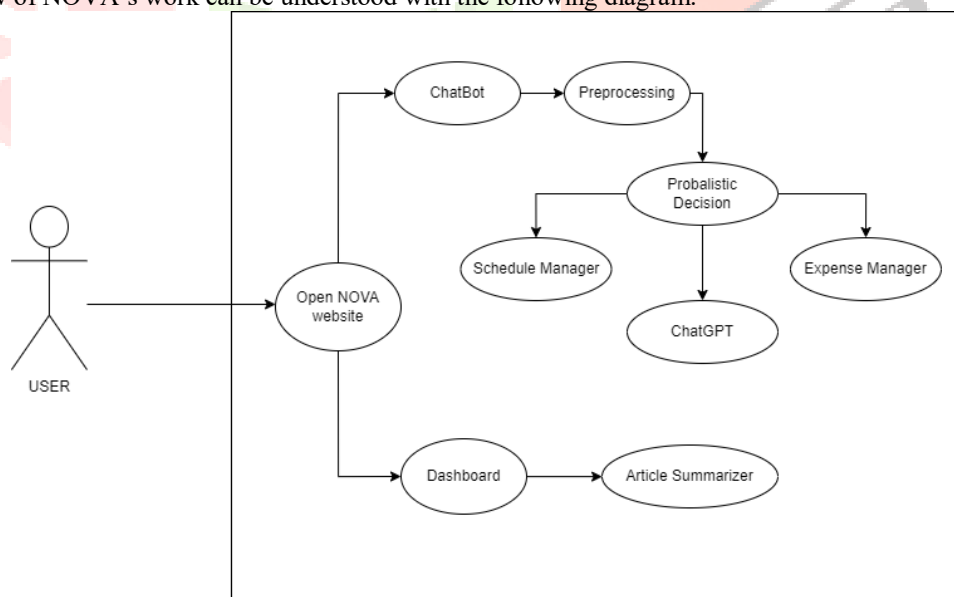 of NOVA's work can be understood with the following diagram.
ChatBot
Preprocessing
Probalistic
Decision
Schedule Manager
Expense Manager
Open NOVA
website
ChatGPT
USER
Dashboard
Article Summarizer